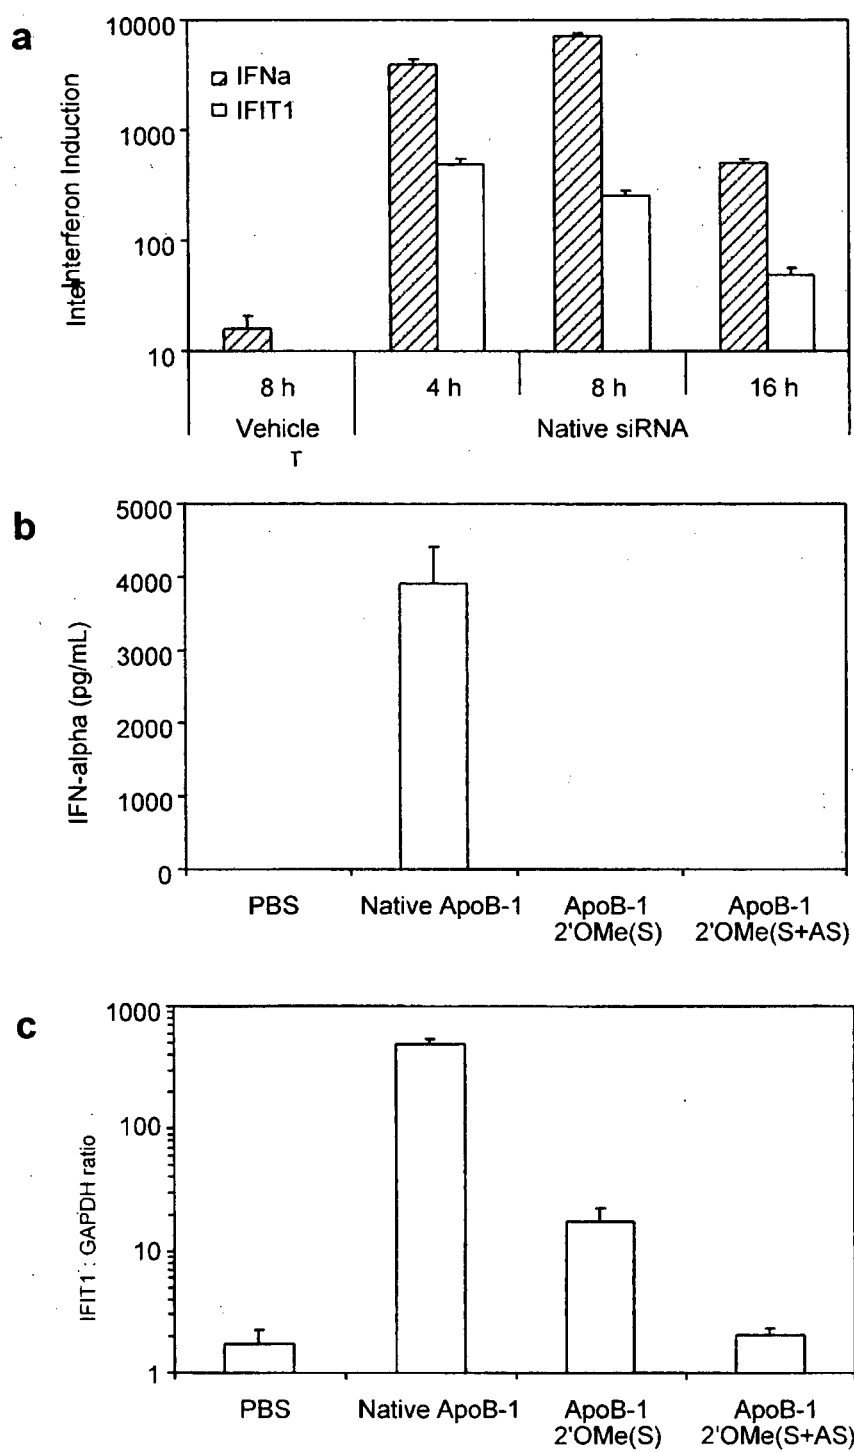 a
10000
1000
100
10
Interferon Induction
Inte
IFNa
IFIT1
8 h
4 h
8 h
16 h
Vehicle
Native siRNA
T
b
5000
4000
3000
2000
1000
0
IFN-alpha (pg/mL)
PBS
Native ApoB-1
ApoB-1
2'OMe(S)
ApoB-1
2'OMe(S+AS)
c
1000
100
10
1
IFIT1 : GAPDH ratio
PBS
Native ApoB-1
ApoB-1
2'OMe(S)
ApoB-1
2'OMe(S+AS)